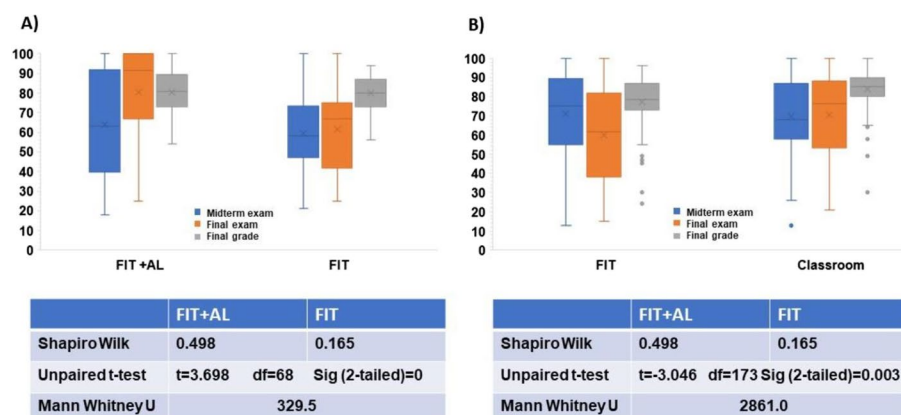 A)
100
90
80
70
60
50
40
30
20
10
0
Midterm exam
Final exam
Final grade
FIT +AL FIT
B)
100
90
80
70
60
50
40
30
20
10
0
Midterm exam
Final exam
Final grade
FIT Classroom
FIT+AL FIT
Shapiro Wilk 0.498 0.165
Unpaired t-test t=3.698 df=68 Sig (2-tailed)=0
Mann Whitney U 329.5
FIT+AL FIT
Shapiro Wilk 0.498 0.165
Unpaired t-test t=-3.046 df=173 Sig (2-tailed)=0.003
Mann Whitney U 2861.0